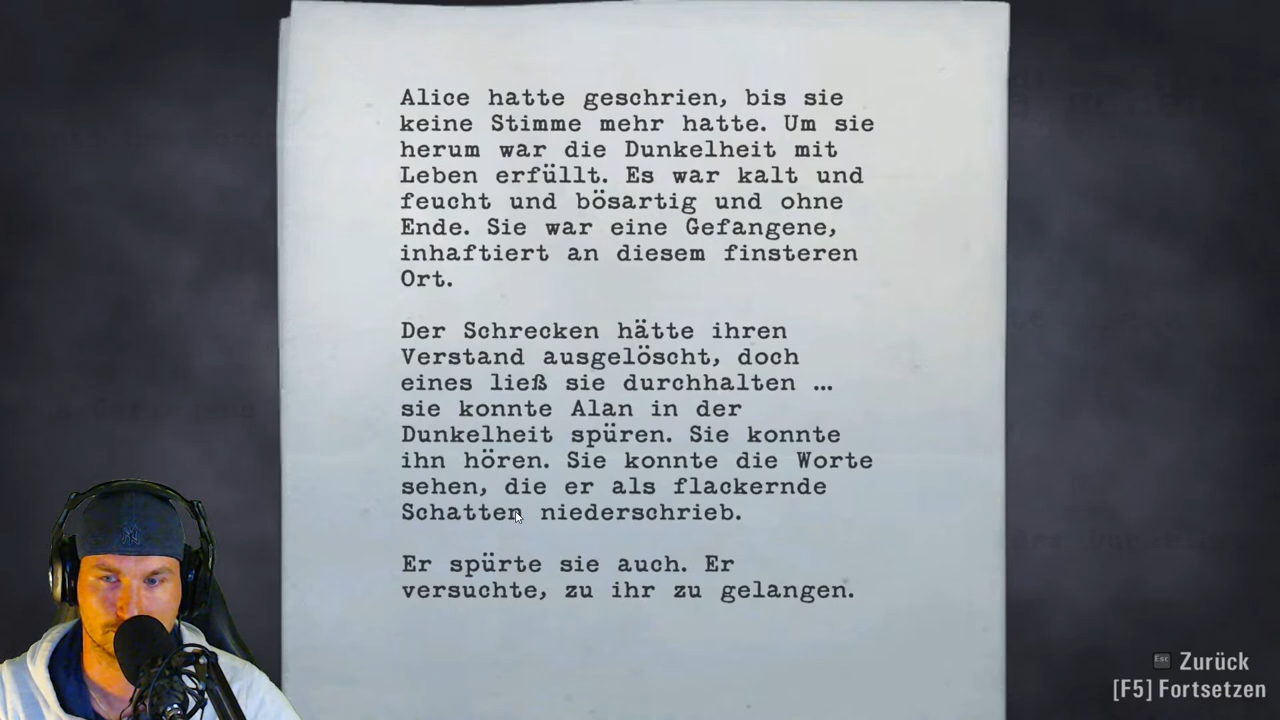 Alice hatte geschrien, bis sie
keine Stimme mehr hatte. Um sie
herum war die Dunkelheit mit
Leben erfüllt. Es war kalt und
feucht und bösartig und ohne
Ende. Sie war eine Gefangene,
inhaftiert an diesem finsteren
Ort.
Der Schrecken hätte ihren
Verstand ausgelöscht, doch
eines ließ sie durchhalten ...
sie konnte Alan in der
Dunkelheit spüren. Sie konnte
ihn hören. Sie konnte die Worte
sehen, die er als flackernde
Schatten niederschrieb.
Er spürte sie auch. Er
versuchte, zu ihr zu gelangen.
Esc Zurück
[F5] Fortsetzen